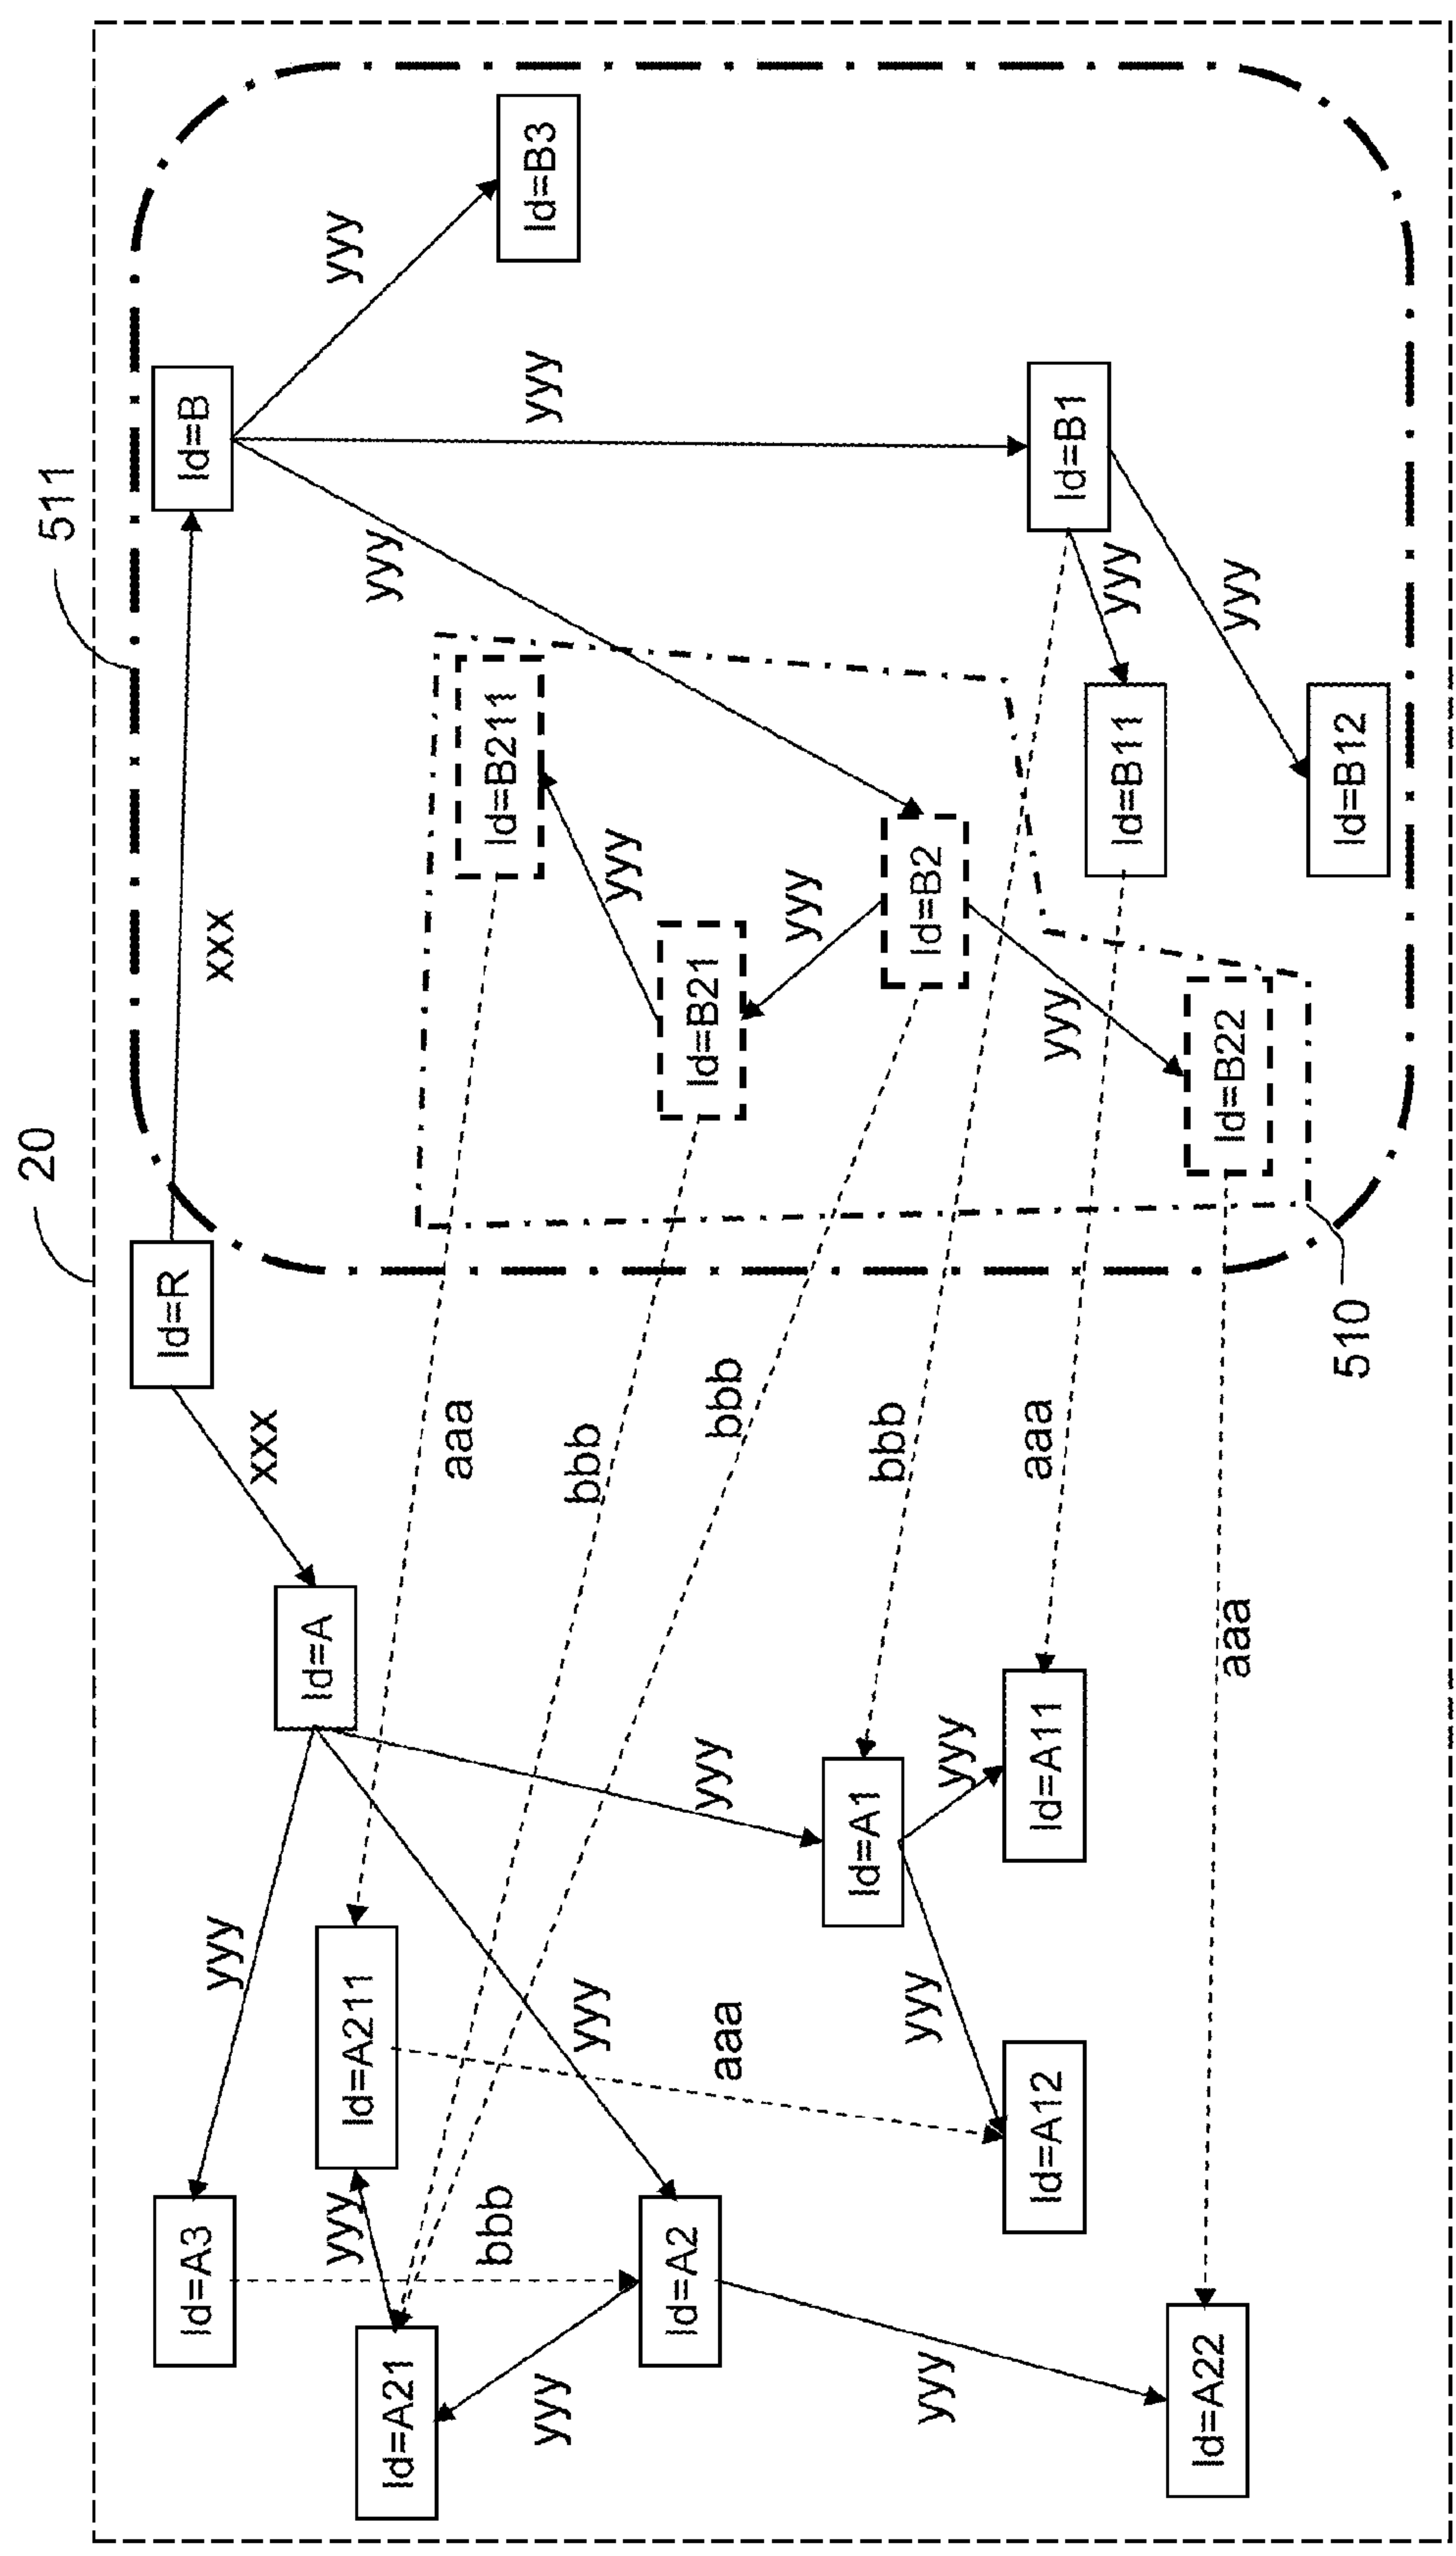 20
511
Id=R
xxx
xxx
Id=A
Id=B
yyy
yyy
yyy
yyy
yyy
yyy
Id=A3
Id=A211
Id=B211
Id=B3
yyy
bbb
aaa
aaa
yyy
Id=A21
yyy
Id=A2
bbb
bbb
Id=B21
yyy
Id=B2
yyy
Id=A1
bbb
Id=B1
yyy
yyy
aaa
yyy
yyy
Id=A12
Id=A11
Id=B11
yyy
Id=A22
aaa
Id=B22
Id=B12
510